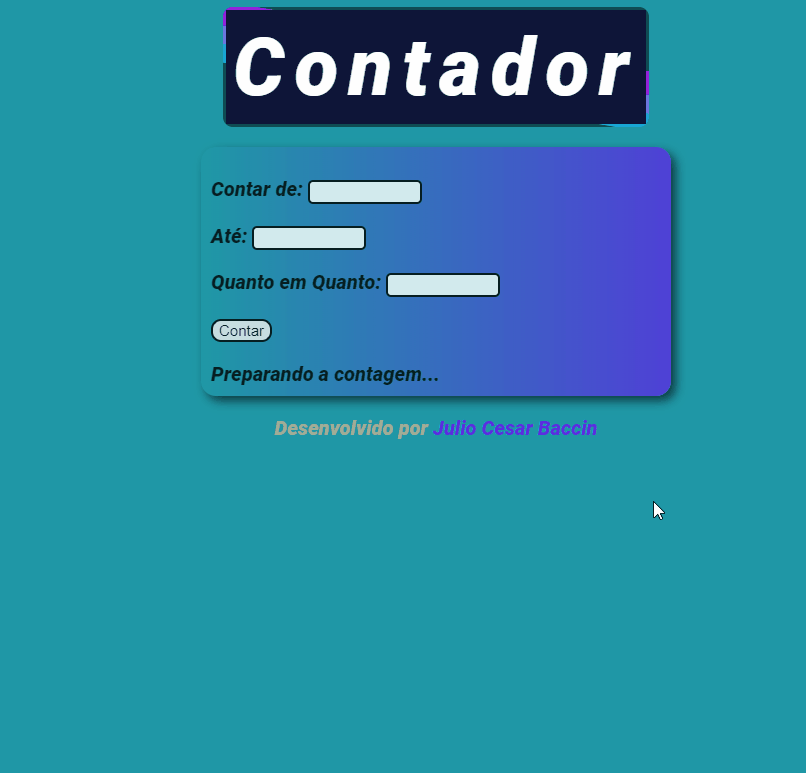 Contador
Contar de:
Até:
Quanto em Quanto:
Contar
Preparando a contagem...
Desenvolvido por Julio Cesar Baccin